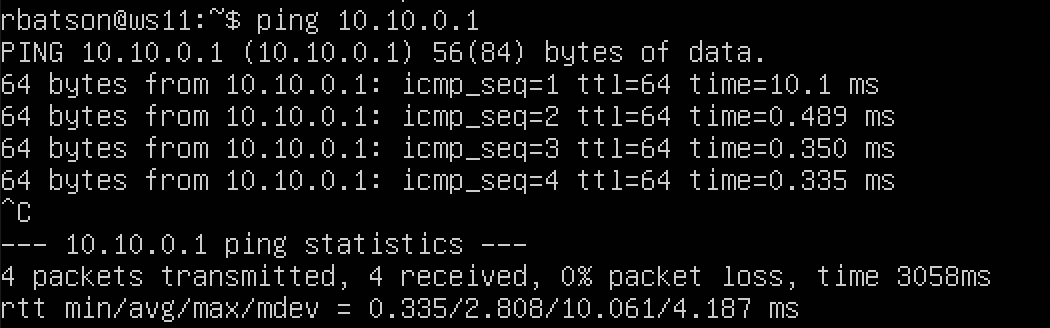 rbatson@ws11:~$ ping 10.10.0.1
PING 10.10.0.1 (10.10.0.1) 56(84) bytes of data.
64 bytes from 10.10.0.1: icmp_seq=1 ttl=64 time=10.1 ms
64 bytes from 10.10.0.1: icmp_seq=2 ttl=64 time=0.489 ms
64 bytes from 10.10.0.1: icmp_seq=3 ttl=64 time=0.350 ms
64 bytes from 10.10.0.1: icmp_seq=4 ttl=64 time=0.335 ms
^C
--- 10.10.0.1 ping statistics ---
4 packets transmitted, 4 received, 0% packet loss, time 3058ms
rtt min/avg/max/mdev = 0.335/2.808/10.061/4.187 ms